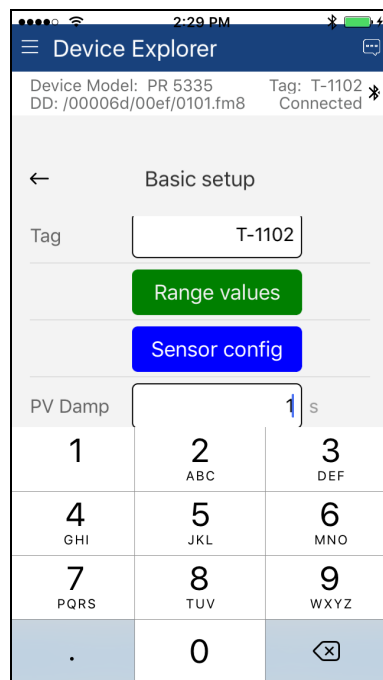 2:29 PM
Device Explorer
Device Model: PR 5335 Tag: T-1102
DD: /00006d/00ef/0101.fm8 Connected
Basic setup
Tag T-1102
Range values
Sensor config
PV Damp 1 s
1 2 3
ABC DEF
4 5 6
GHI JKL MNO
7 8 9
PQRS TUV WXYZ
. 0